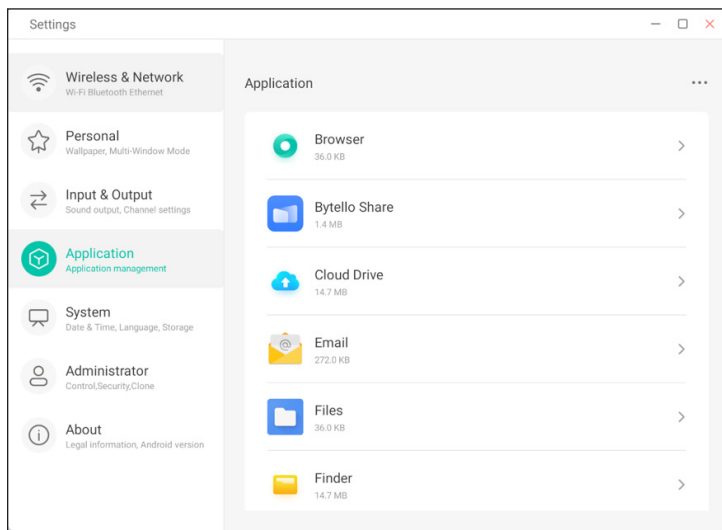 Settings
Wireless & Network
Wi-Fi Bluetooth Ethernet
Personal
Wallpaper, Multi-Window Mode
Input & Output
Sound output, Channel settings
Application
Application management
System
Date & Time, Language, Storage
Administrator
Control,Security,Clone
About
Legal information, Android version
Application
Browser
36.0 KB
Bytello Share
1.4 MB
Cloud Drive
14.7 MB
Email
272.0 KB
Files
36.0 KB
Finder
14.7 MB